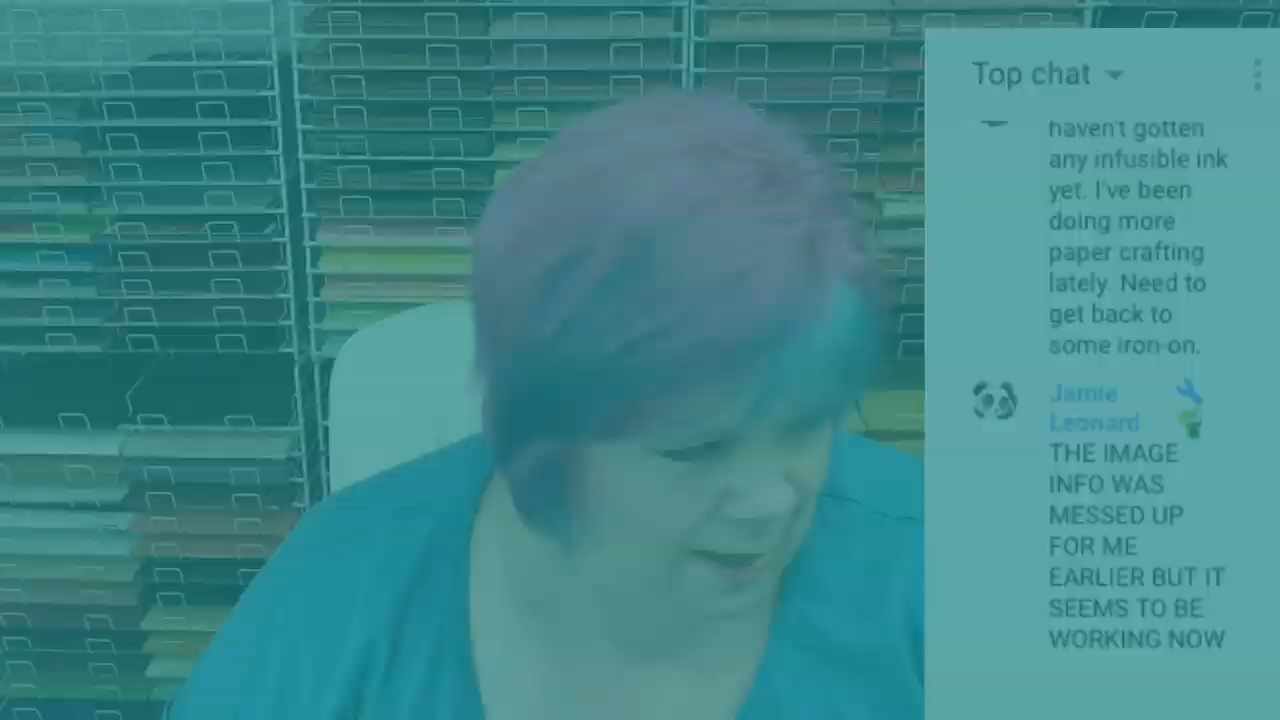 Top chat
haven't gotten
any infusible ink
yet. I've been
doing more
paper crafting
lately. Need to
get back to
some iron-on.
Jamie
Leonard
THE IMAGE
INFO WAS
MESSED UP
FOR ME
EARLIER BUT IT
SEEMS TO BE
WORKING NOW